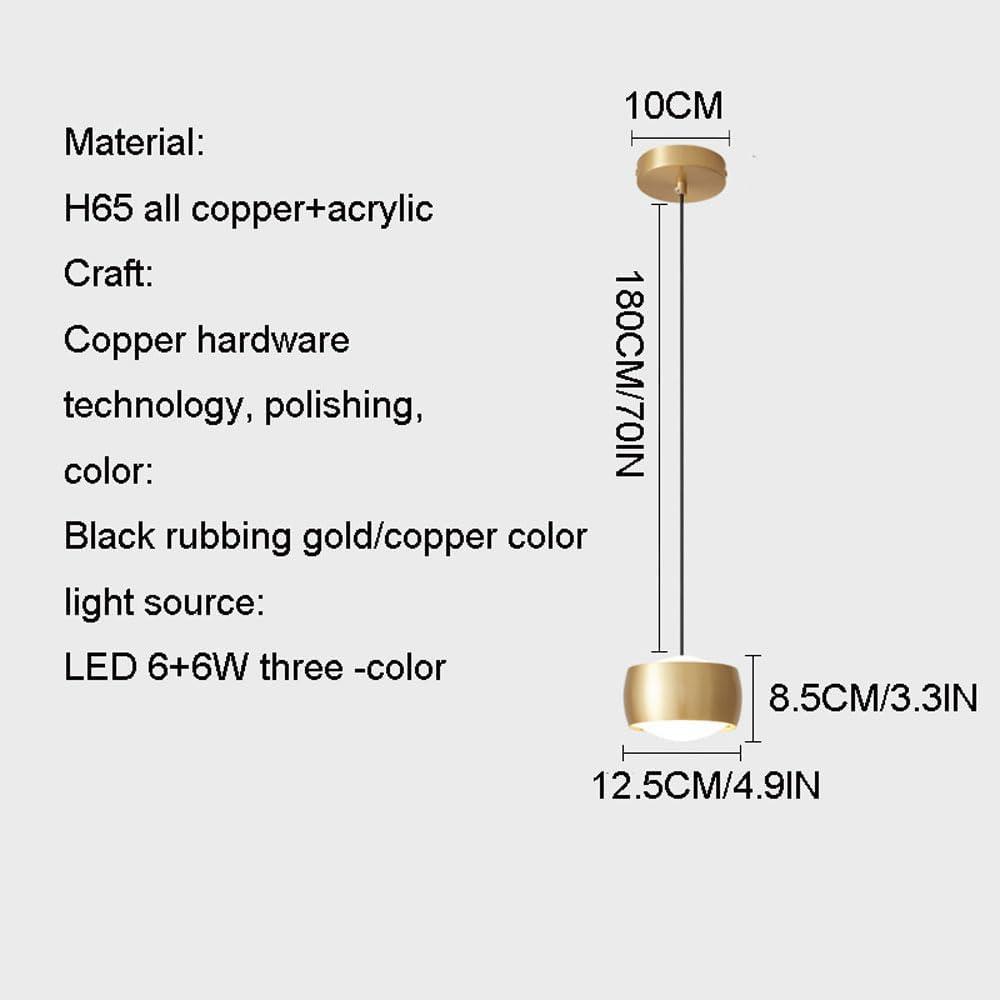 Material:
H65 all copper+acrylic
Craft:
Copper hardware
technology, polishing,
color:
Black rubbing gold/copper color
light source:
LED 6+6W three -color
10CM
180CM/70IN
8.5CM/3.3IN
12.5CM/4.9IN